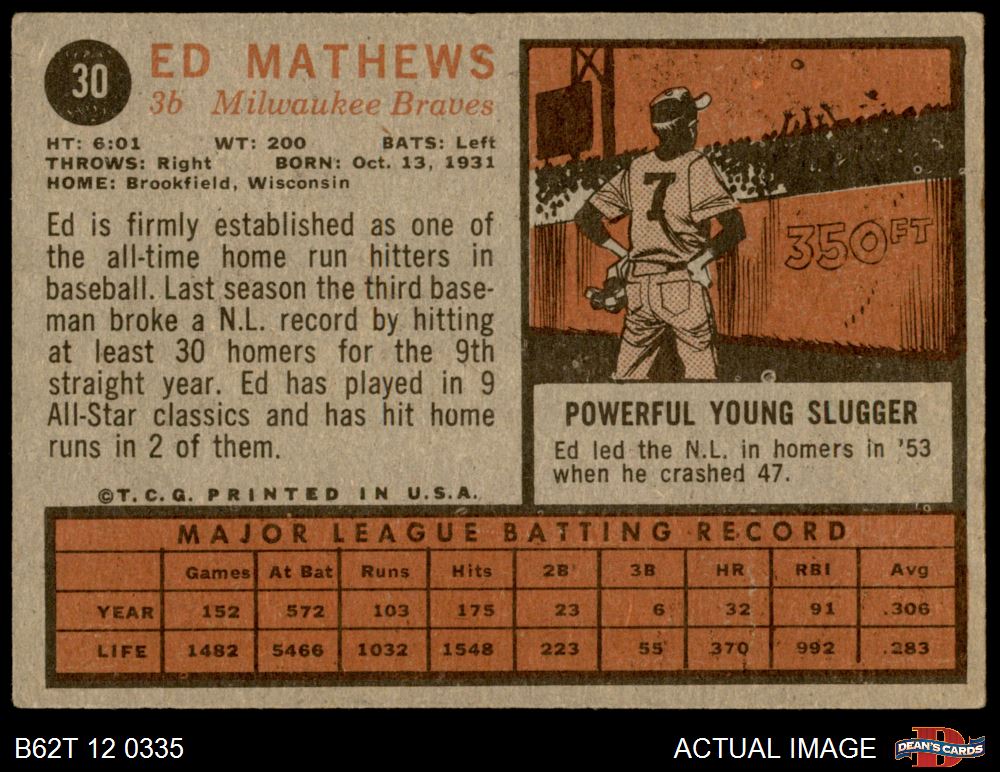 30
ED MATHEWS
3b Milwaukee Braves
HT: 6:01 WT: 200 BATS: Left
THROWS: Right BORN: Oct. 13, 1931
HOME: Brookfield, Wisconsin
Ed is firmly established as one of
the all-time home run hitters in
baseball. Last season the third base-
man broke a N.L. record by hitting
at least 30 homers for the 9th
straight year. Ed has played in 9
All-Star classics and has hit home
runs in 2 of them.
©T.C.G. PRINTED IN U.S.A.
7
350FT
POWERFUL YOUNG SLUGGER
Ed led the N.L. in homers in '53
when he crashed 47.
MAJOR LEAGUE BATTING RECORD
Games At Bat Runs Hits 2B 3B HR RBI Avg
YEAR 152 572 103 175 23 6 32 91 .306
LIFE 1482 5466 1032 1548 223 55 370 992 .283
B62T 12 0335
ACTUAL IMAGE
D
DEAN'S CARDS